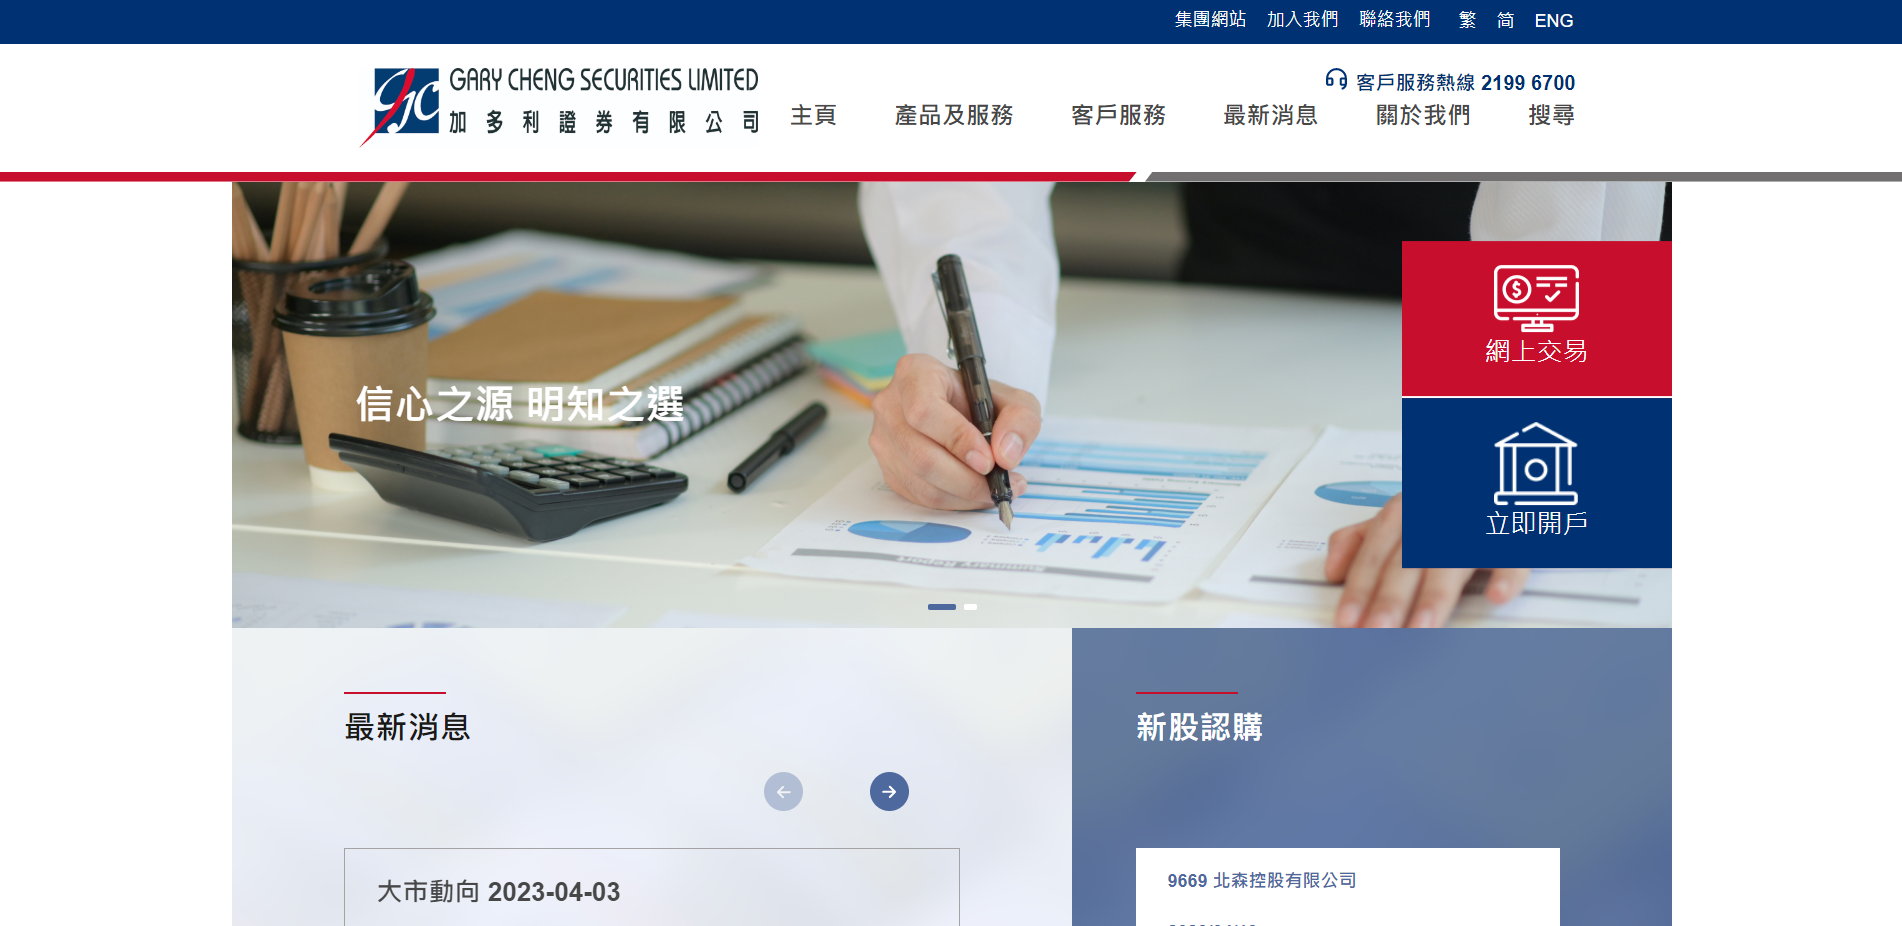 集團網站 加入我們 聯絡我們 繁 简 ENG
GARY CHENG SECURITIES LIMITED
加多利證券有限公司
客戶服務熱線 2199 6700
主頁 產品及服務 客戶服務 最新消息 關於我們 搜尋
網上交易
信心之源 明知之選
立即開戶
Summary Report
最新消息
新股認購
大市動向 2023-04-03
9669 北森控股有限公司